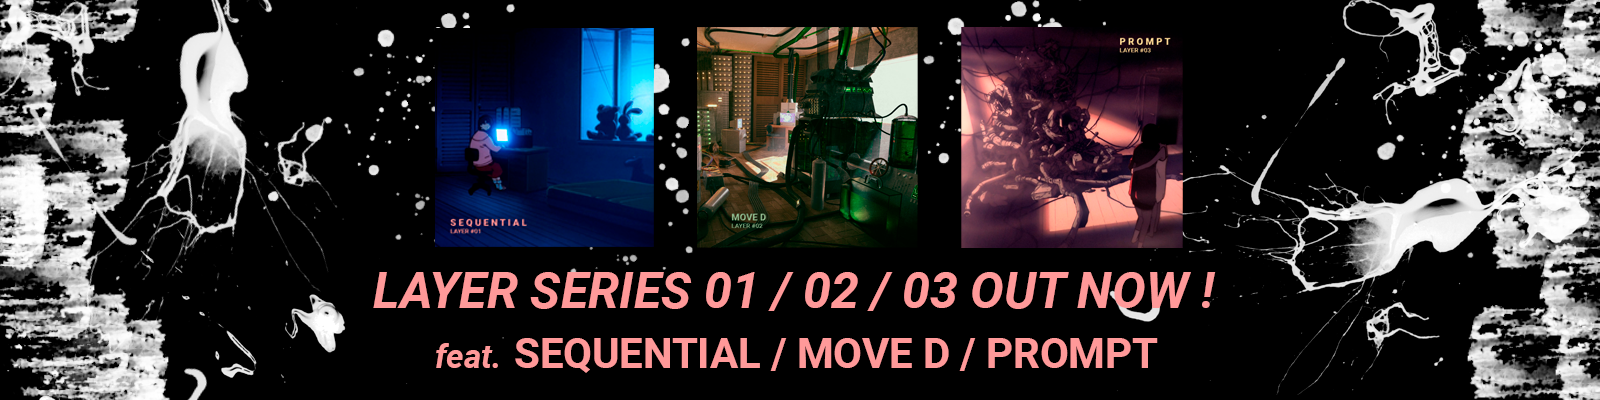 PROMPT
LAYER #03
SEQUENTIAL
LAYER #01
MOVE D
LAYER #02
LAYER SERIES 01 / 02 / 03 OUT NOW !
feat. SEQUENTIAL / MOVE D / PROMPT